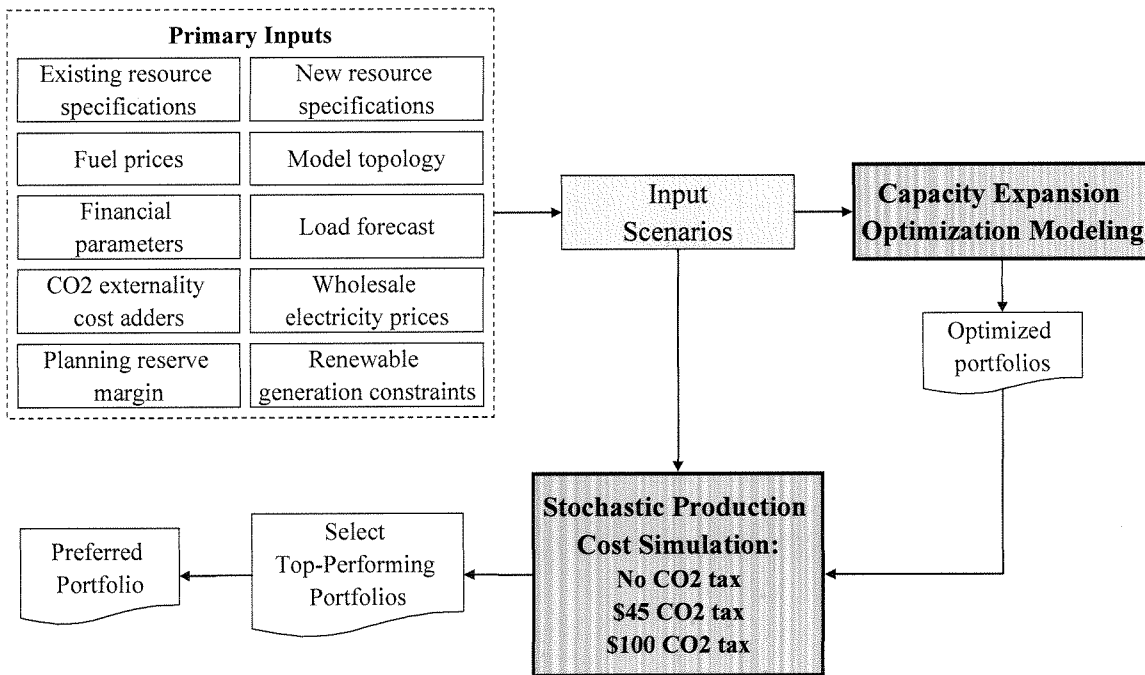 Primary Inputs
Existing resource
specifications
New resource
specifications
Fuel prices
Model topology
Financial
parameters
Load forecast
CO2 externality
cost adders
Wholesale
electricity prices
Planning reserve
margin
Renewable
generation constraints
Input
Scenarios
Capacity Expansion
Optimization Modeling
Optimized
portfolios
Stochastic Production
Cost Simulation:
No CO2 tax
$45 CO2 tax
$100 CO2 tax
Select
Top-Performing
Portfolios
Preferred
Portfolio